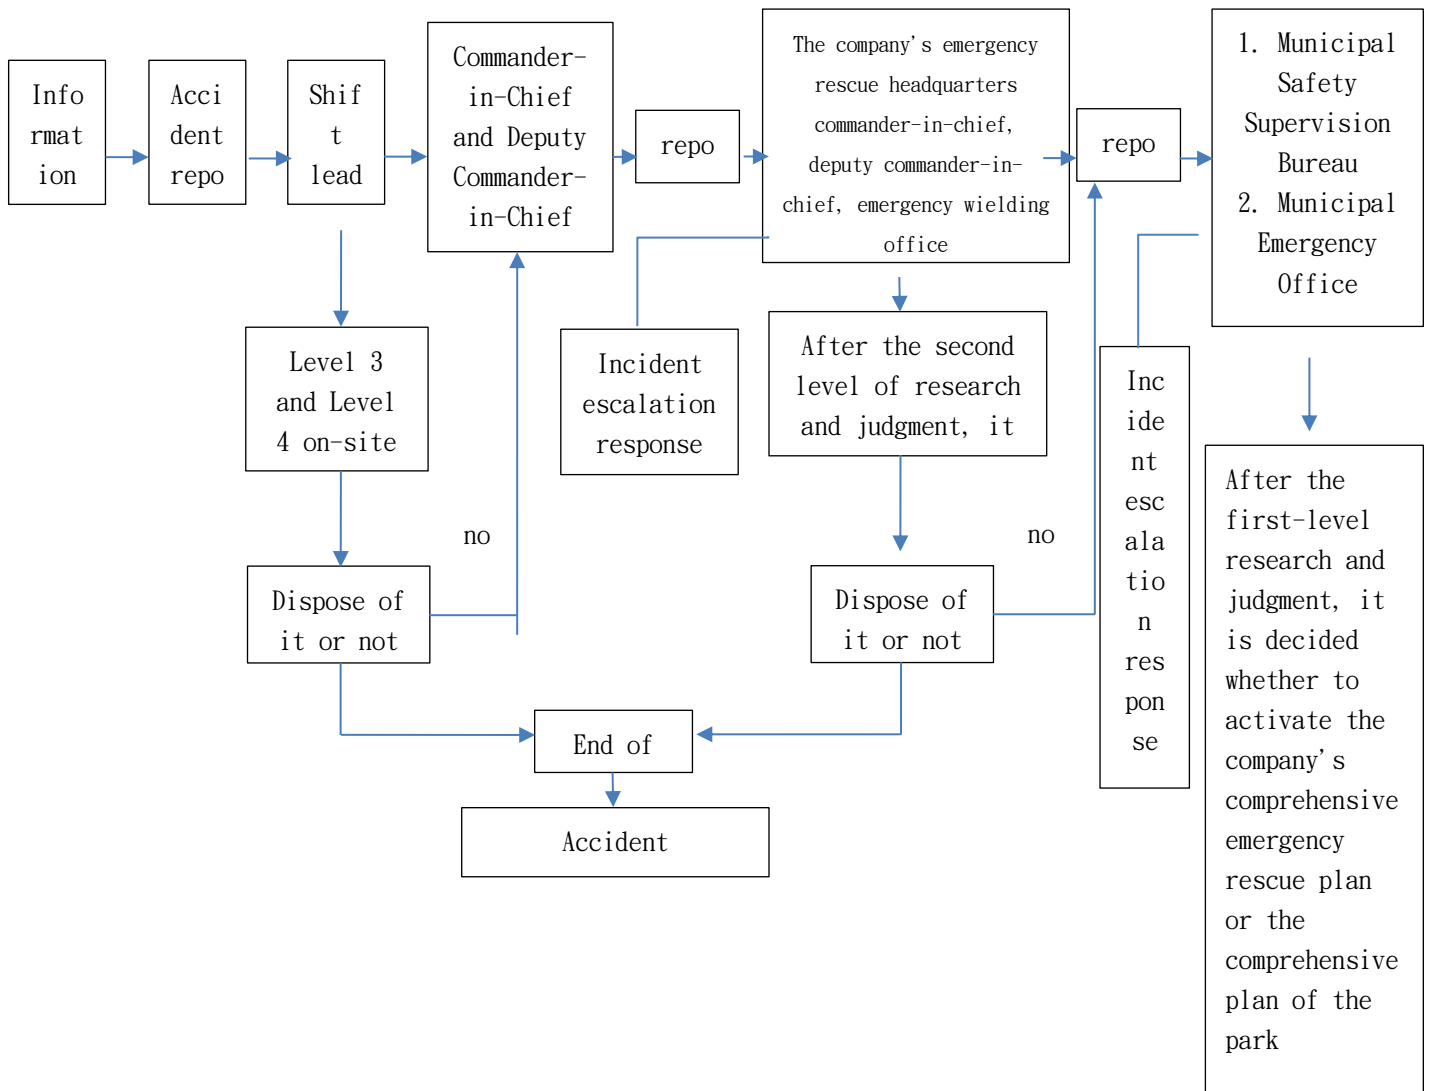 Info
rmat
ion
Acci
dent
repo
Shif
t
lead
Commander-
in-Chief
and Deputy
Commander-
in-Chief
repo
The company's emergency
rescue headquarters
commander-in-chief,
deputy commander-in-
chief, emergency wielding
office
repo
1. Municipal
Safety
Supervision
Bureau
2. Municipal
Emergency
Office
Level 3
and Level
4 on-site
Incident
escalation
response
After the second
level of research
and judgment, it
Inc
ide
nt
esc
ala
tio
n
res
pon
se
After the
first-level
research and
judgment, it
is decided
whether to
activate the
company's
comprehensive
emergency
rescue plan
or the
comprehensive
plan of the
park
no
no
Dispose of
it or not
Dispose of
it or not
End of
Accident